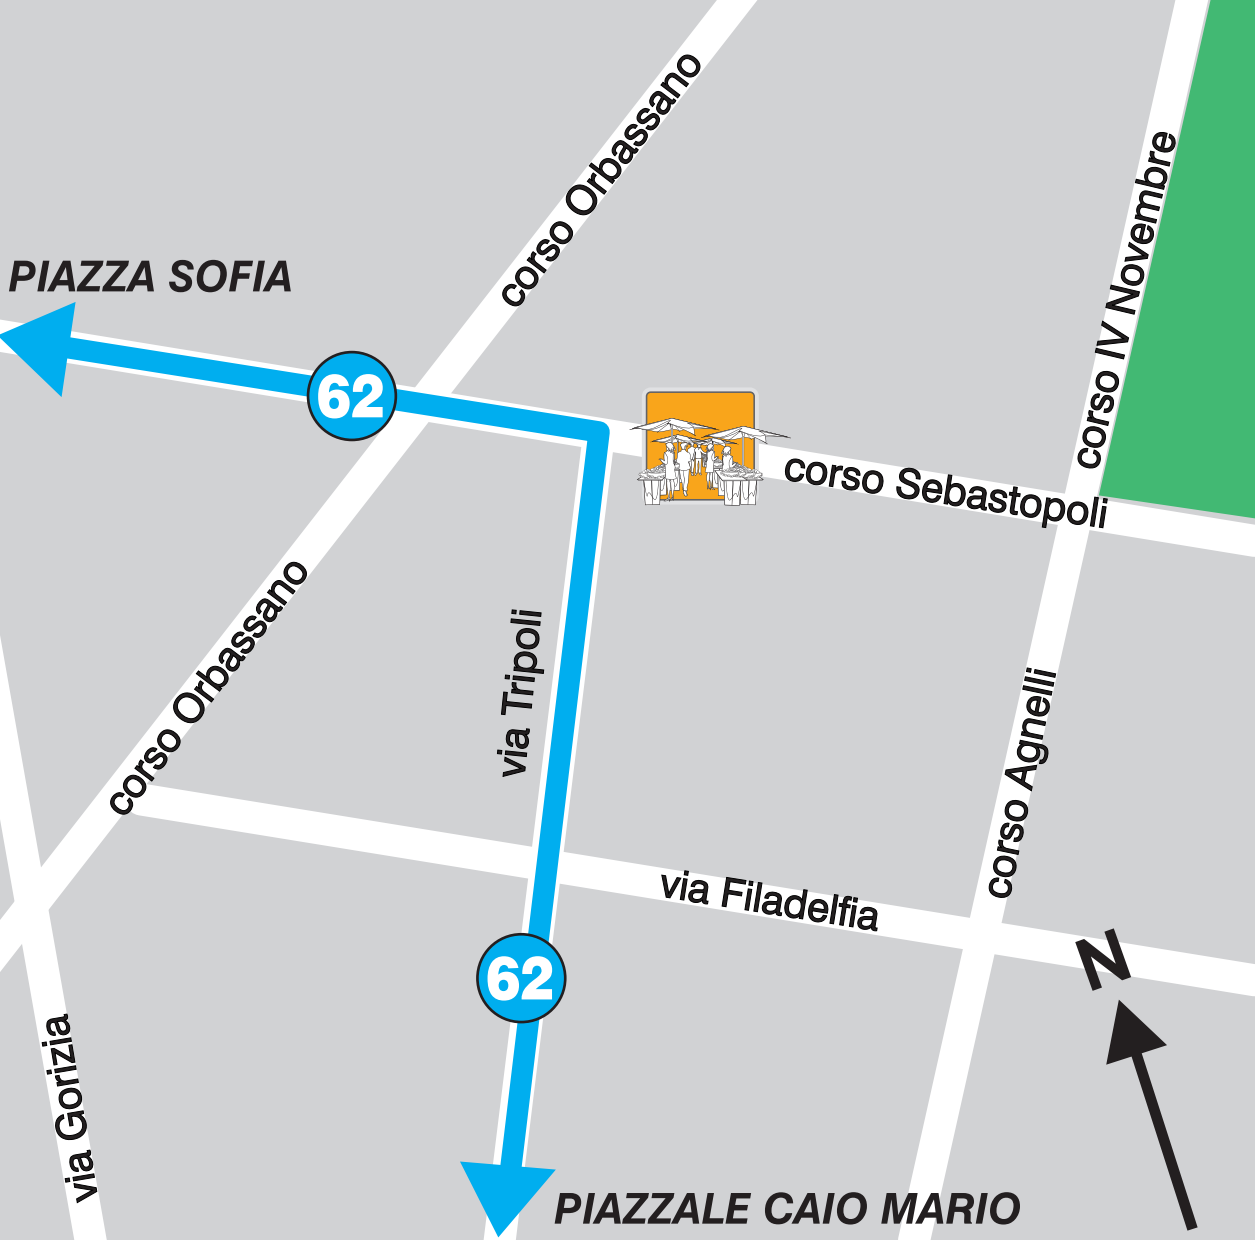 corso Orbassano
corso IV Novembre
PIAZZA SOFIA
62
corso Sebastopoli
corso Orbassano
via Tripoli
corso Agnelli
via Filadelfia
N
62
via Gorizia
PIAZZALE CAIO MARIO